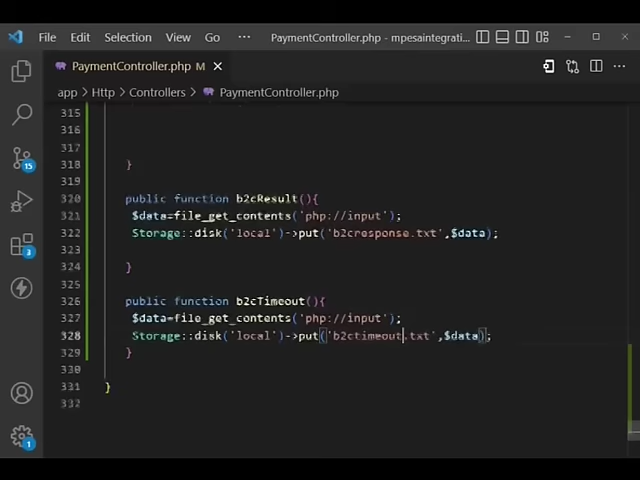 File Edit Selection View Go ··· PaymentController.php - mpesaintegrati...
PaymentController.php M
app > Http > Controllers > PaymentController.php
315
316
317
318 }
319
320 public function b2cResult(){
321 $data=file_get_contents('php://input');
322 Storage::disk('local')->put('b2cresponse.txt',$data);
323
324 }
325
326 public function b2cTimeout(){
327 $data=file_get_contents('php://input');
328 Storage::disk('local')->put('b2ctimeout.txt',$data);
329 }
330
331 }
332
15
3
1